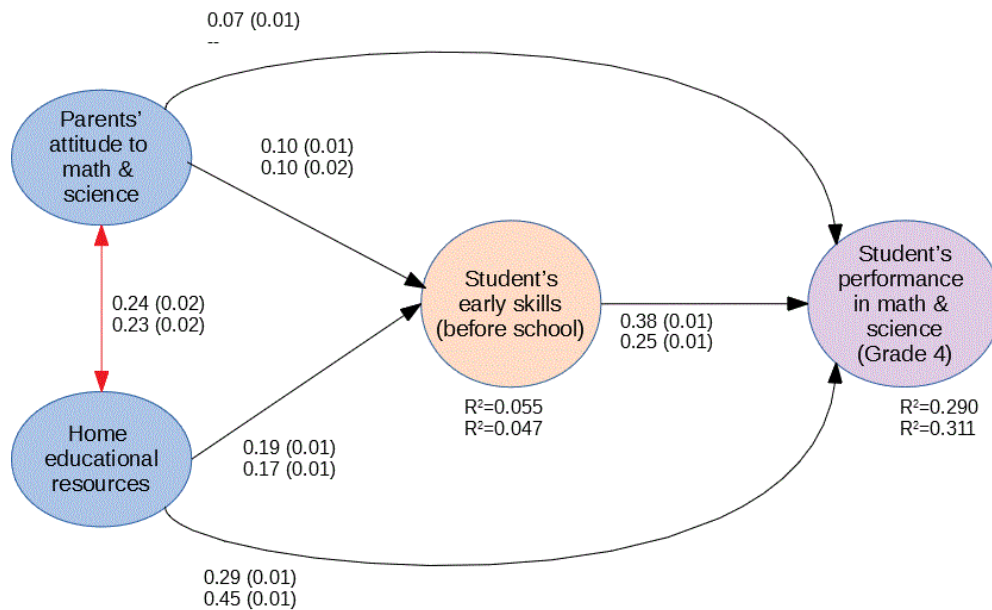 0.07 (0.01)
--
Parents’
attitude to
math &
science
0.10 (0.01)
0.10 (0.02)
0.24 (0.02)
0.23 (0.02)
Student’s
early skills
(before school)
R²=0.055
R²=0.047
0.38 (0.01)
0.25 (0.01)
Student’s
performance
in math &
science
(Grade 4)
R²=0.290
R²=0.311
Home
educational
resources
0.19 (0.01)
0.17 (0.01)
0.29 (0.01)
0.45 (0.01)